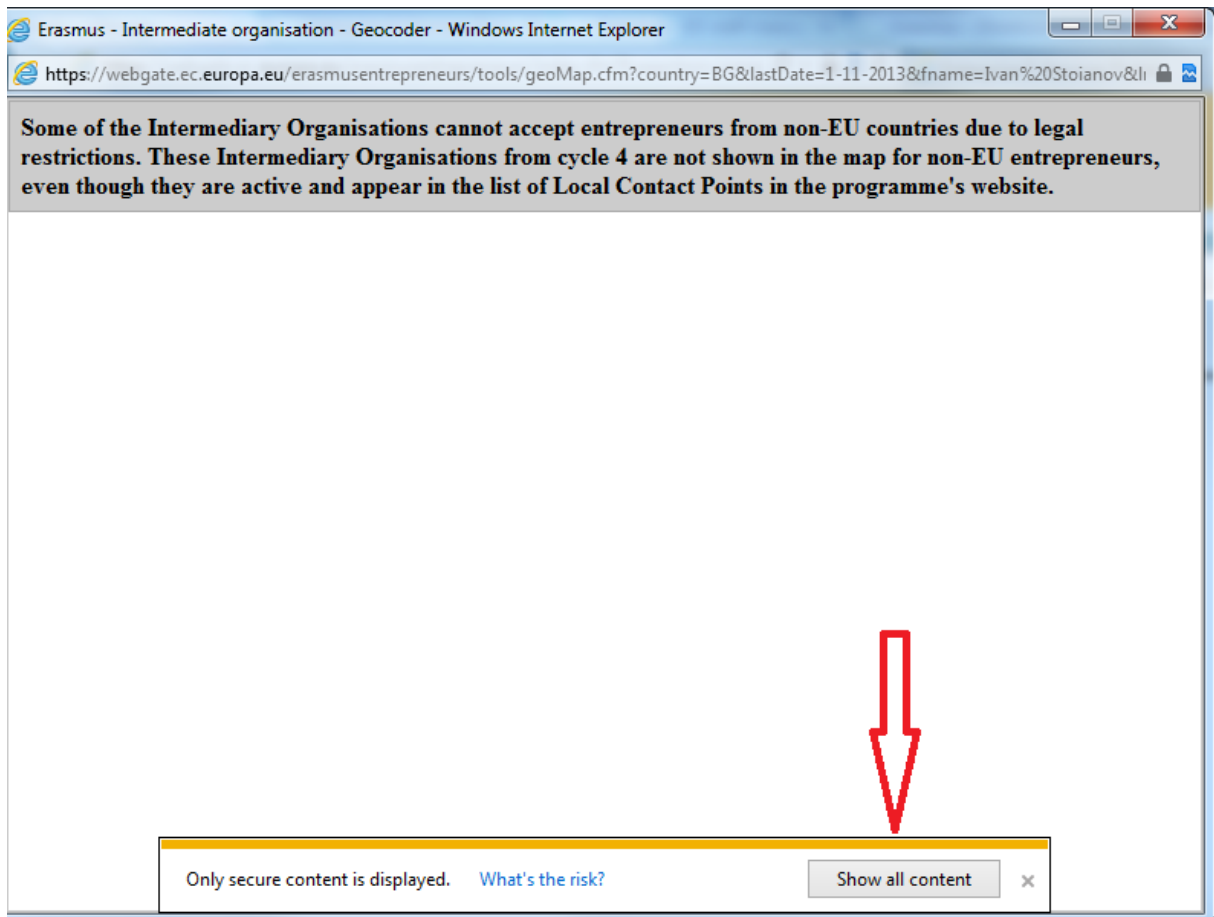 Erasmus - Intermediate organisation - Geocoder - Windows Internet Explorer
https://webgate.ec.europa.eu/erasmusentrepreneurs/tools/geoMap.cfm?country=BG&lastDate=1-11-2013&fname=Ivan%20Stoianov&
Some of the Intermediary Organisations cannot accept entrepreneurs from non-EU countries due to legal
restrictions. These Intermediary Organisations from cycle 4 are not shown in the map for non-EU entrepreneurs,
even though they are active and appear in the list of Local Contact Points in the programme's website.
Only secure content is displayed. What's the risk? Show all content